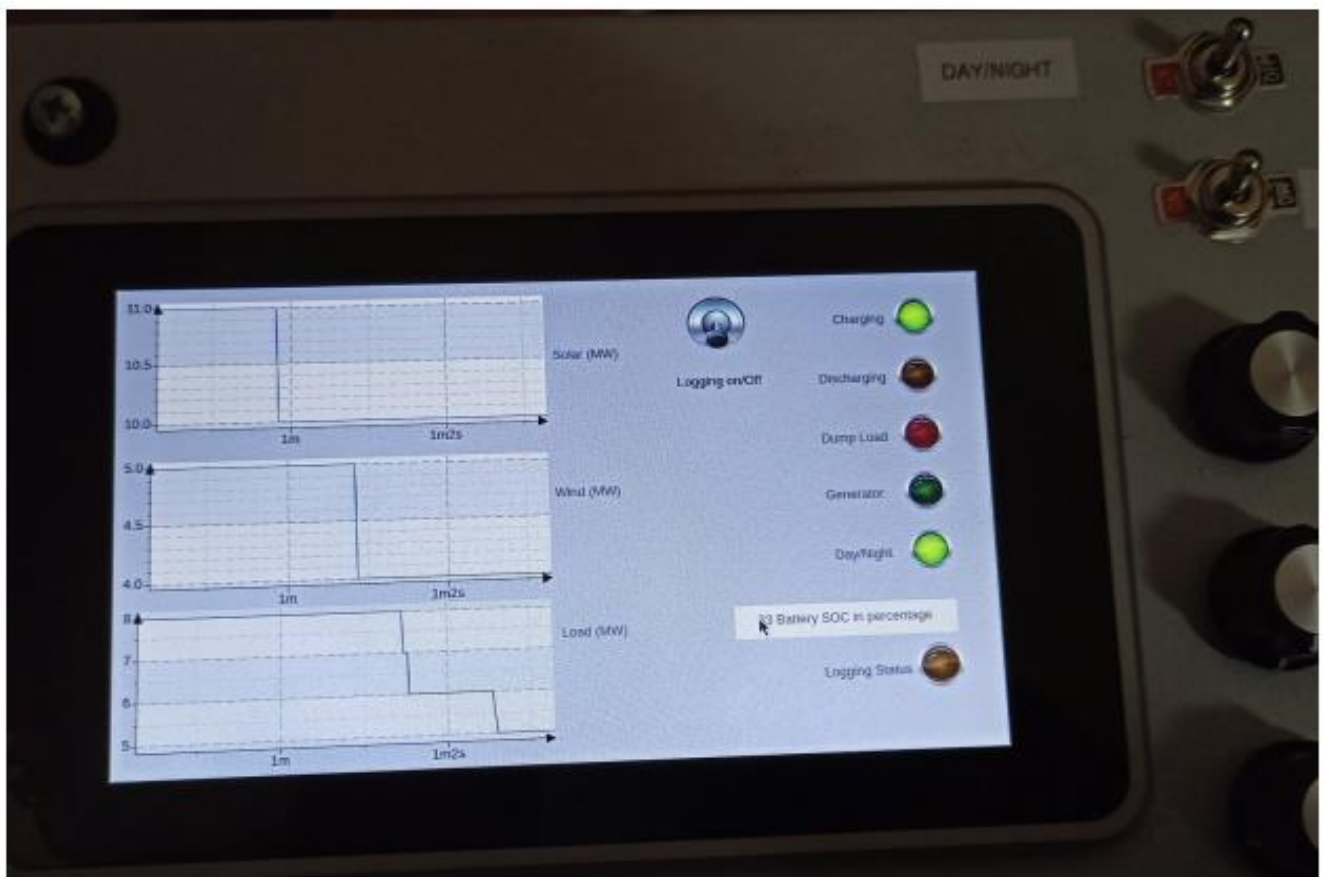 DAY/NIGHT
OFF
OFF
11.0
10.5
10.0
1m
1m2s
Solar (MW)
Logging on/Off
Charging
Discharging
Dump Load
Generator
Day/Night
5.0
4.5
4.0
1m
1m2s
Wind (MW)
8
7
6
5
1m
1m2s
Load (MW)
Battery SOC in percentage
Logging Status